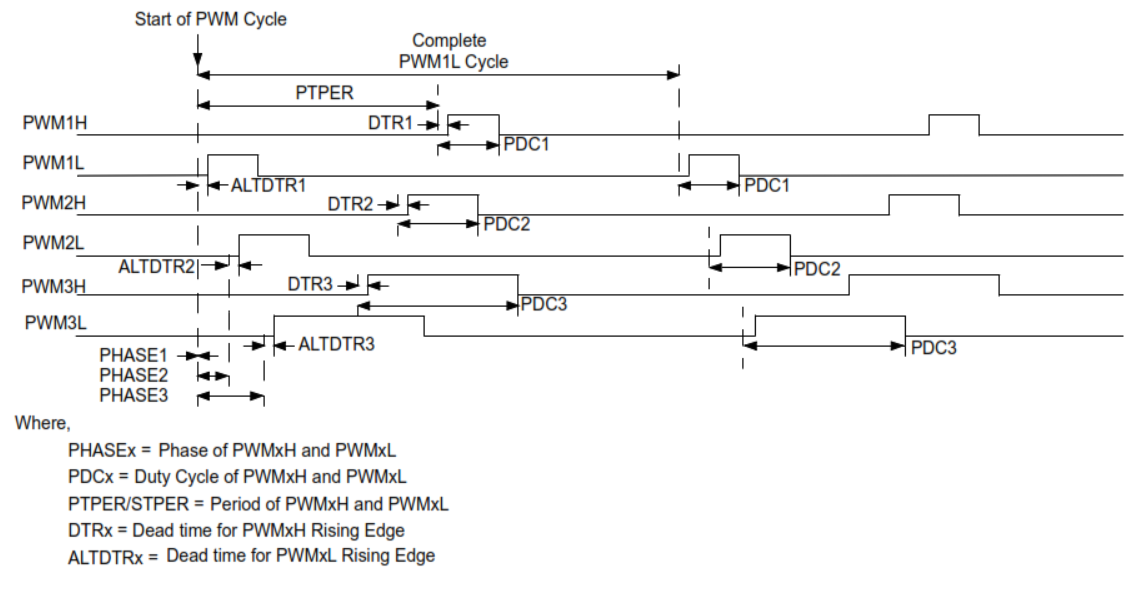 Start of PWM Cycle
Complete
PWM1L Cycle
PTPER
PWM1H
DTR1
PDC1
PWM1L
ALTDTR1
PDC1
PWM2H
DTR2
PDC2
PWM2L
ALTDTR2
PDC2
PWM3H
DTR3
PDC3
PWM3L
ALTDTR3
PDC3
PHASE1
PHASE2
PHASE3
Where,
PHASEx = Phase of PWMxH and PWMxL
PDCx = Duty Cycle of PWMxH and PWMxL
PTPER/STPER = Period of PWMxH and PWMxL
DTRx = Dead time for PWMxH Rising Edge
ALTDTRx = Dead time for PWMxL Rising Edge